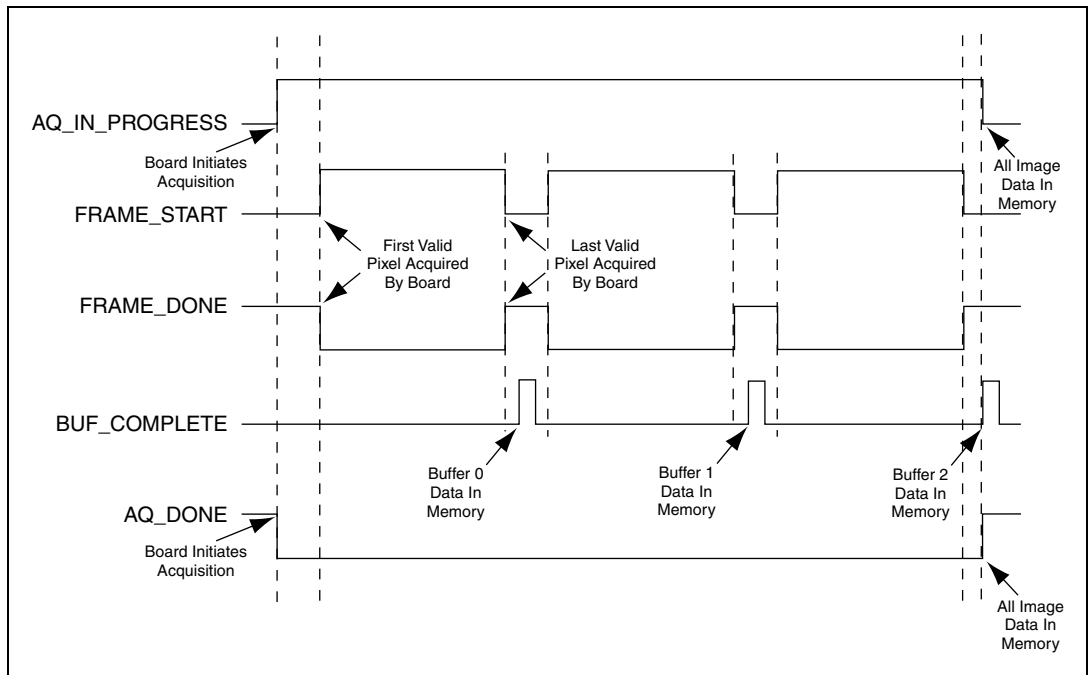 AQ_IN_PROGRESS
Board Initiates
Acquisition
All Image
Data In
Memory
FRAME_START
First Valid
Pixel Acquired
By Board
Last Valid
Pixel Acquired
By Board
FRAME_DONE
BUF_COMPLETE
Buffer 0
Data In
Memory
Buffer 1
Data In
Memory
Buffer 2
Data In
Memory
AQ_DONE
Board Initiates
Acquisition
All Image
Data In
Memory